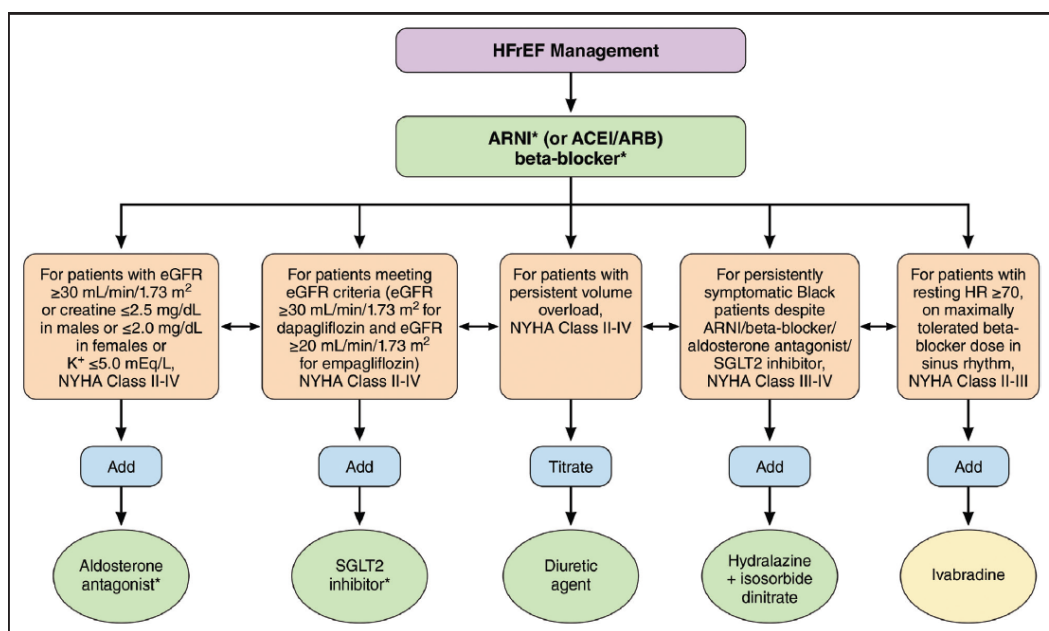 HFrEF Management
ARNI* (or ACEI/ARB)
beta-blocker*
For patients with eGFR
≥30 mL/min/1.73 m²
or creatine ≤2.5 mg/dL
in males or ≤2.0 mg/dL
in females or
K⁺ ≤5.0 mEq/L,
NYHA Class II-IV
For patients meeting
eGFR criteria (eGFR
≥30 mL/min/1.73 m² for
dapagliflozin and eGFR
≥20 mL/min/1.73 m²
for empagliflozin)
NYHA Class II-IV
For patients with
persistent volume
overload,
NYHA Class II-IV
For persistently
symptomatic Black
patients despite
ARNI/beta-blocker/
aldosterone antagonist/
SGLT2 inhibitor,
NYHA Class III-IV
For patients wtih
resting HR ≥70,
on maximally
tolerated beta-
blocker dose in
sinus rhythm,
NYHA Class II-III
Add
Add
Titrate
Add
Add
Aldosterone
antagonist*
SGLT2
inhibitor*
Diuretic
agent
Hydralazine
+ isosorbide
dinitrate
Ivabradine